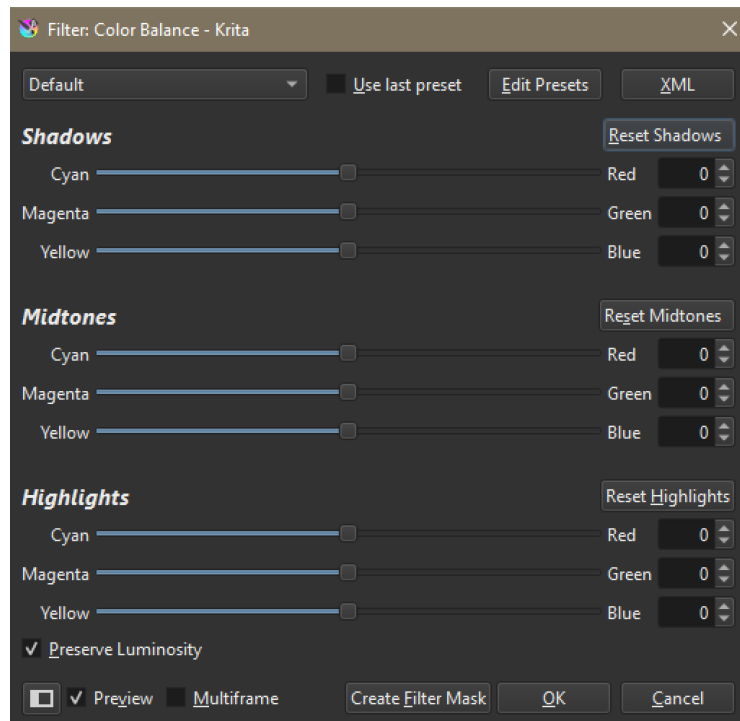 Filter: Color Balance - Krita
Default Use last preset Edit Presets XML
Shadows Reset Shadows
Cyan Red 0
Magenta Green 0
Yellow Blue 0
Midtones Reset Midtones
Cyan Red 0
Magenta Green 0
Yellow Blue 0
Highlights Reset Highlights
Cyan Red 0
Magenta Green 0
Yellow Blue 0
Preserve Luminosity
Preview Multiframe Create Filter Mask OK Cancel